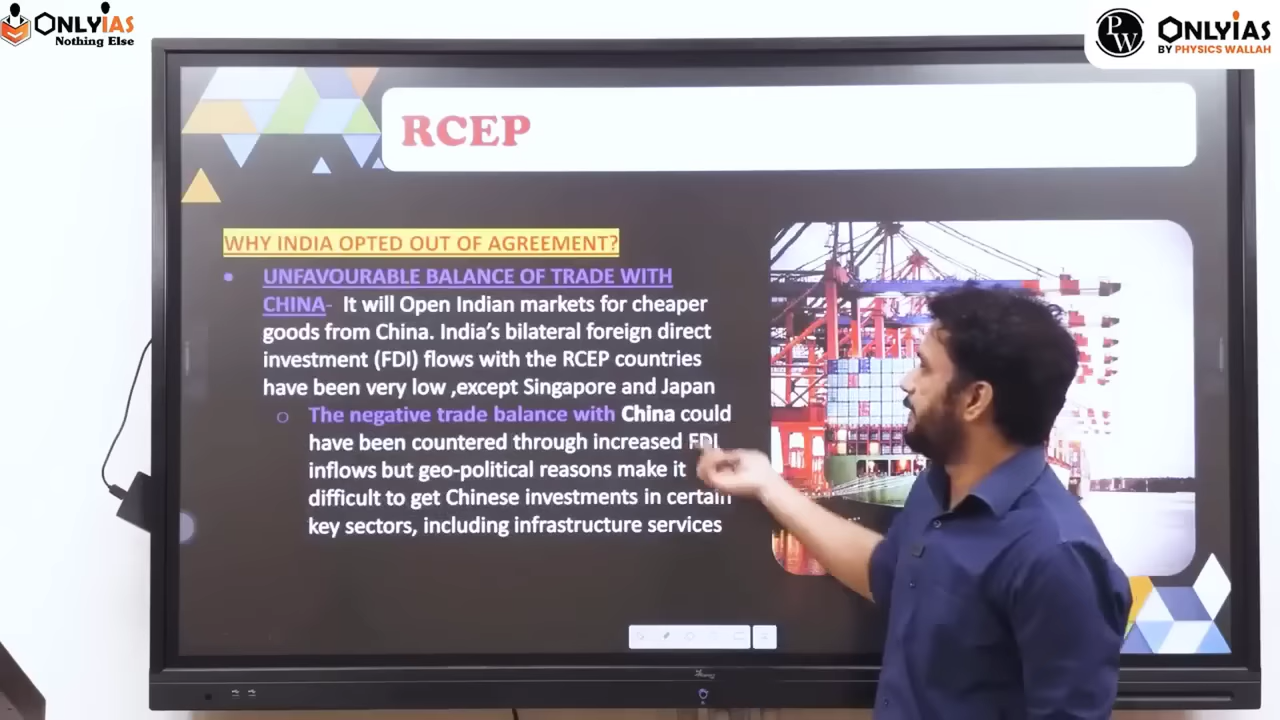 ONLYIAS
Nothing Else
PW
ONLYIAS
BY PHYSICS WALLAH
RCEP
WHY INDIA OPTED OUT OF AGREEMENT?
• UNFAVOURABLE BALANCE OF TRADE WITH
CHINA- It will Open Indian markets for cheaper
goods from China. India's bilateral foreign direct
investment (FDI) flows with the RCEP countries
have been very low ,except Singapore and Japan
o The negative trade balance with China could
have been countered through increased FDI
inflows but geo-political reasons make it
difficult to get Chinese investments in certain
key sectors, including infrastructure services